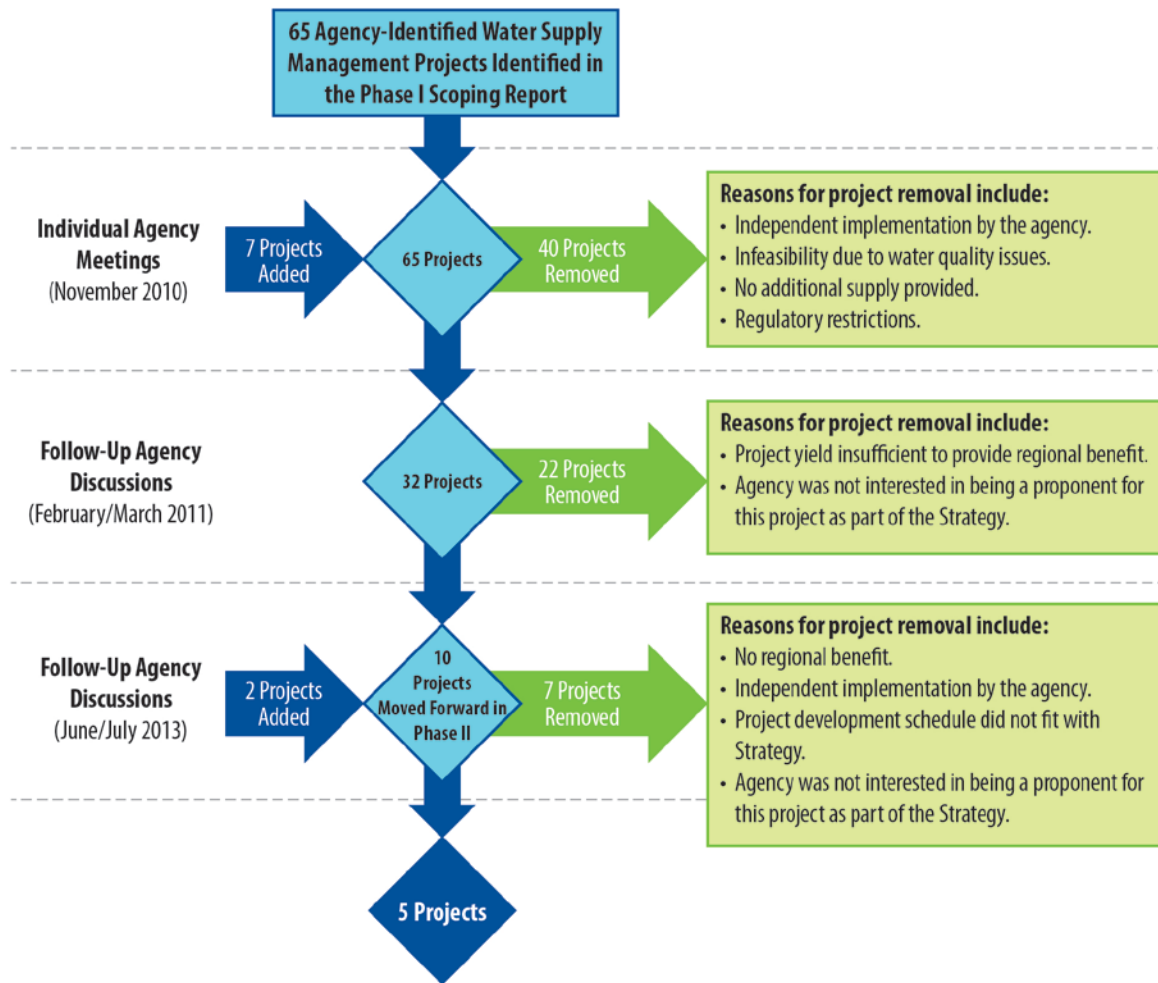 65 Agency-Identified Water Supply
Management Projects Identified in
the Phase I Scoping Report
Individual Agency
Meetings
(November 2010)
7 Projects
Added
65 Projects
40 Projects
Removed
Reasons for project removal include:
• Independent implementation by the agency.
• Infeasibility due to water quality issues.
• No additional supply provided.
• Regulatory restrictions.
Follow-Up Agency
Discussions
(February/March 2011)
32 Projects
22 Projects
Removed
Reasons for project removal include:
• Project yield insufficient to provide regional benefit.
• Agency was not interested in being a proponent for
this project as part of the Strategy.
Follow-Up Agency
Discussions
(June/July 2013)
2 Projects
Added
10
Projects
Moved Forward in
Phase II
7 Projects
Removed
Reasons for project removal include:
• No regional benefit.
• Independent implementation by the agency.
• Project development schedule did not fit with
Strategy.
• Agency was not interested in being a proponent for
this project as part of the Strategy.
5 Projects